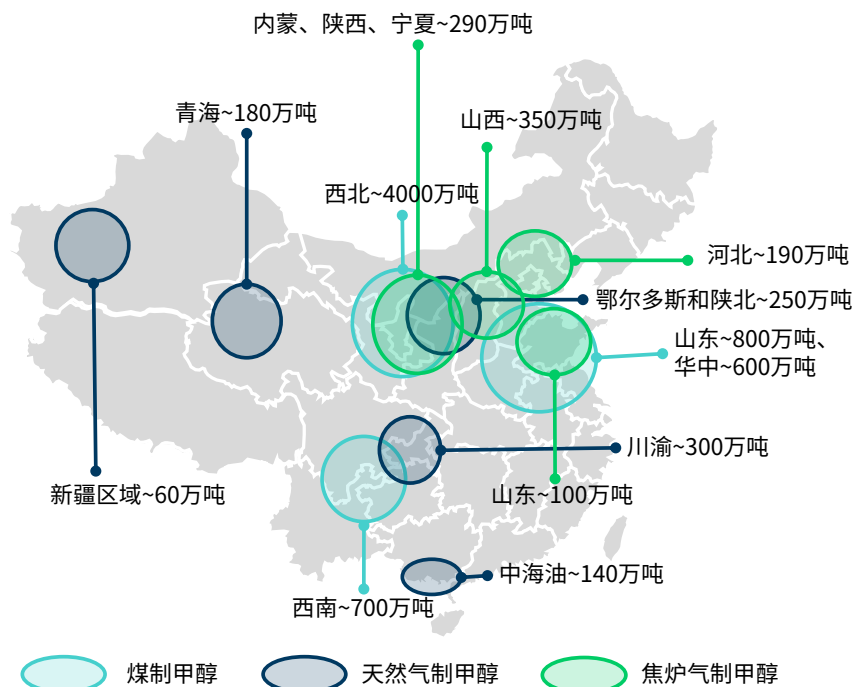 内蒙、陕西、宁夏~290万吨
青海~180万吨
山西~350万吨
西北~4000万吨
河北~190万吨
鄂尔多斯和陕北~250万吨
山东~800万吨、
华中~600万吨
川渝~300万吨
新疆区域~60万吨
山东~100万吨
中海油~140万吨
西南~700万吨
煤制甲醇
天然气制甲醇
焦炉气制甲醇